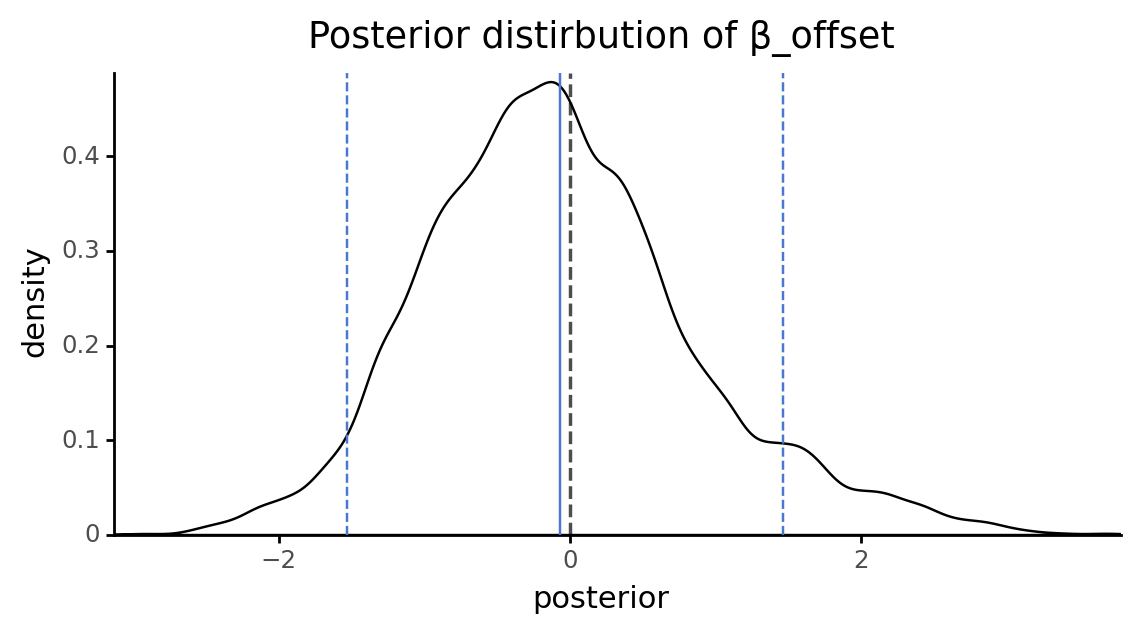 Posterior distirbution of β_offset
density
0.4
0.3
0.2
0.1
0
−2
0
2
posterior